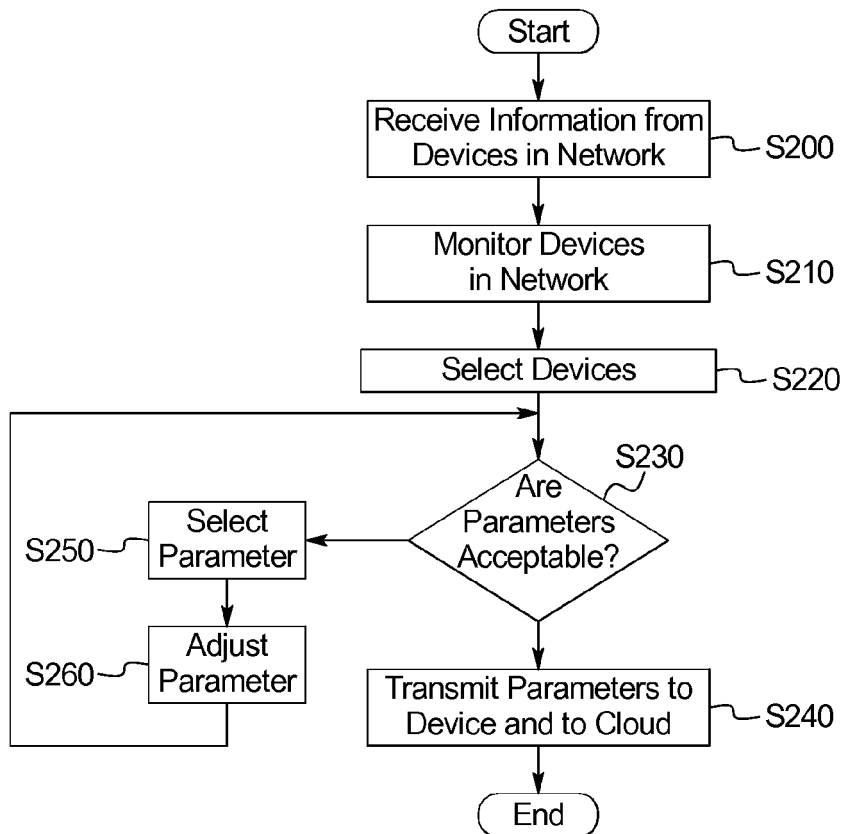 Start
Receive Information from
Devices in Network
S200
Monitor Devices
in Network
S210
Select Devices
S220
S230
Are
Parameters
Acceptable?
Select
Parameter
S250
Adjust
Parameter
S260
Transmit Parameters to
Device and to Cloud
S240
End